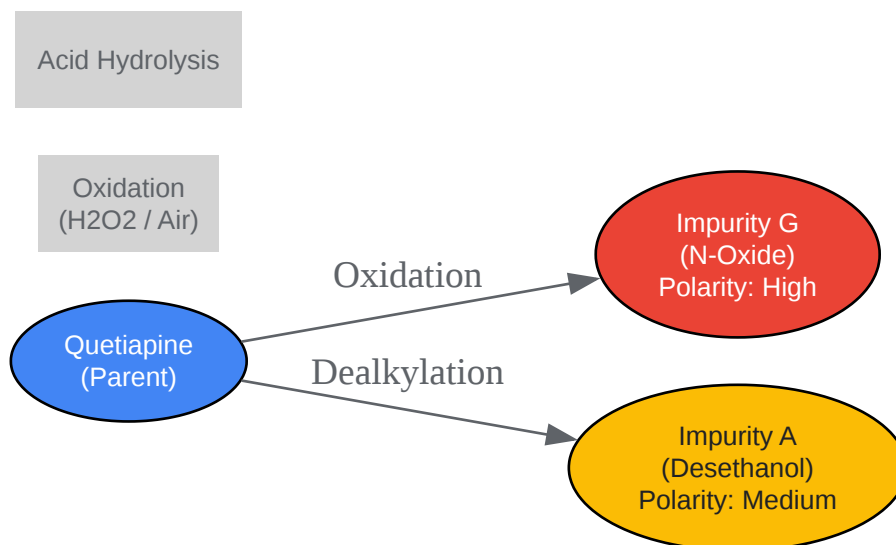 Acid Hydrolysis
Oxidation
(H2O2 / Air)
Impurity G
(N-Oxide)
Polarity: High
Oxidation
Quetiapine
(Parent)
Dealkylation
Impurity A
(Desethanol)
Polarity: Medium